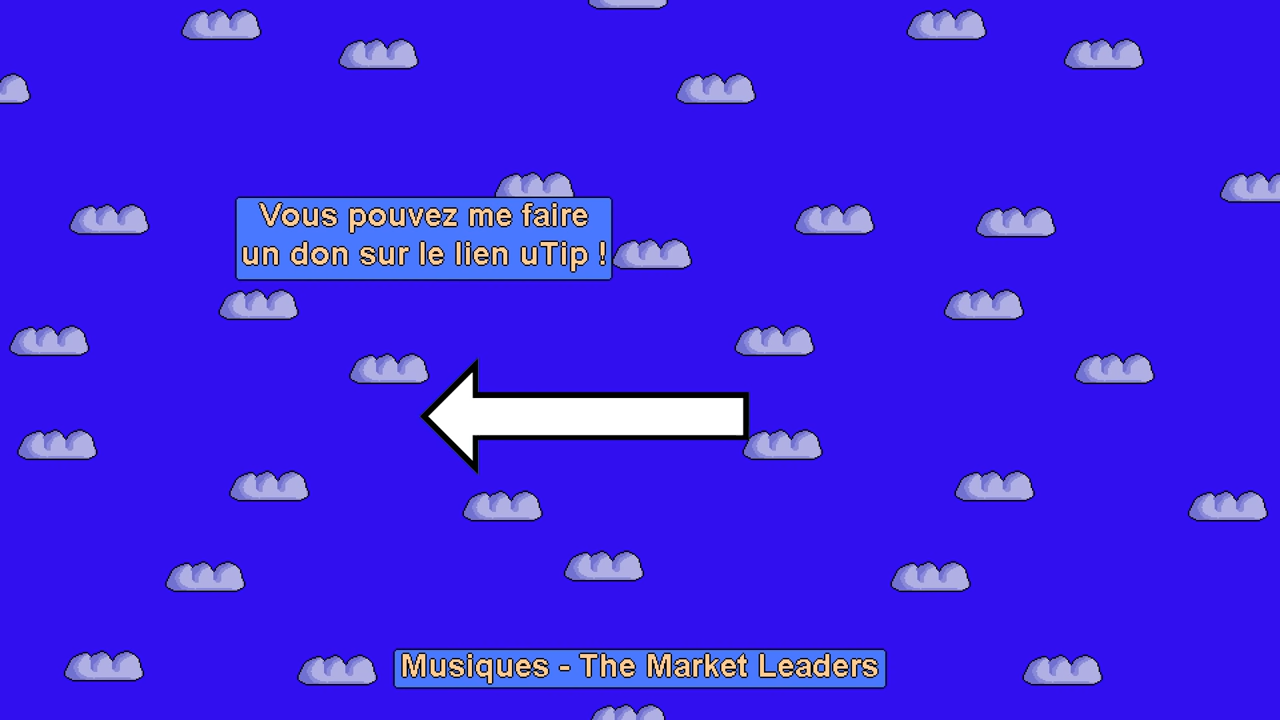 Vous pouvez me faire
un don sur le lien uTip !
Musiques - The Market Leaders